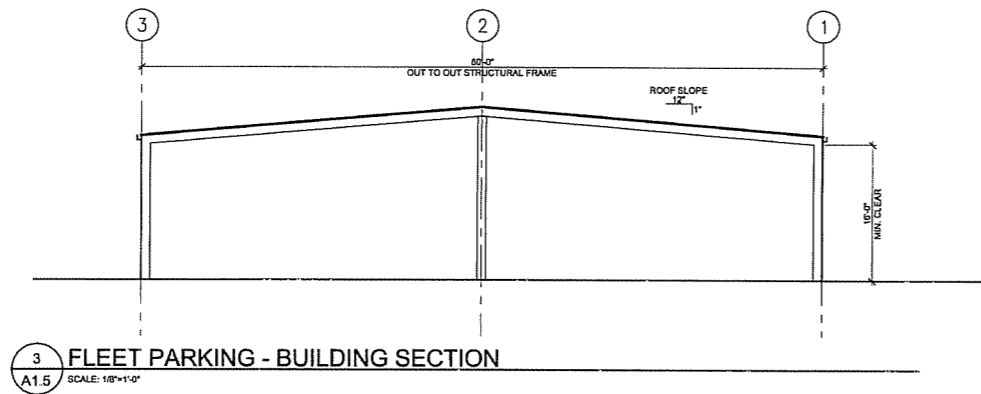 3
2
1
80'-0"
OUT TO OUT STRUCTURAL FRAME
ROOF SLOPE
12"
1"
16'-0"
MIN. CLEAR
3
A1.5
FLEET PARKING - BUILDING SECTION
SCALE: 1/8"=1'-0"